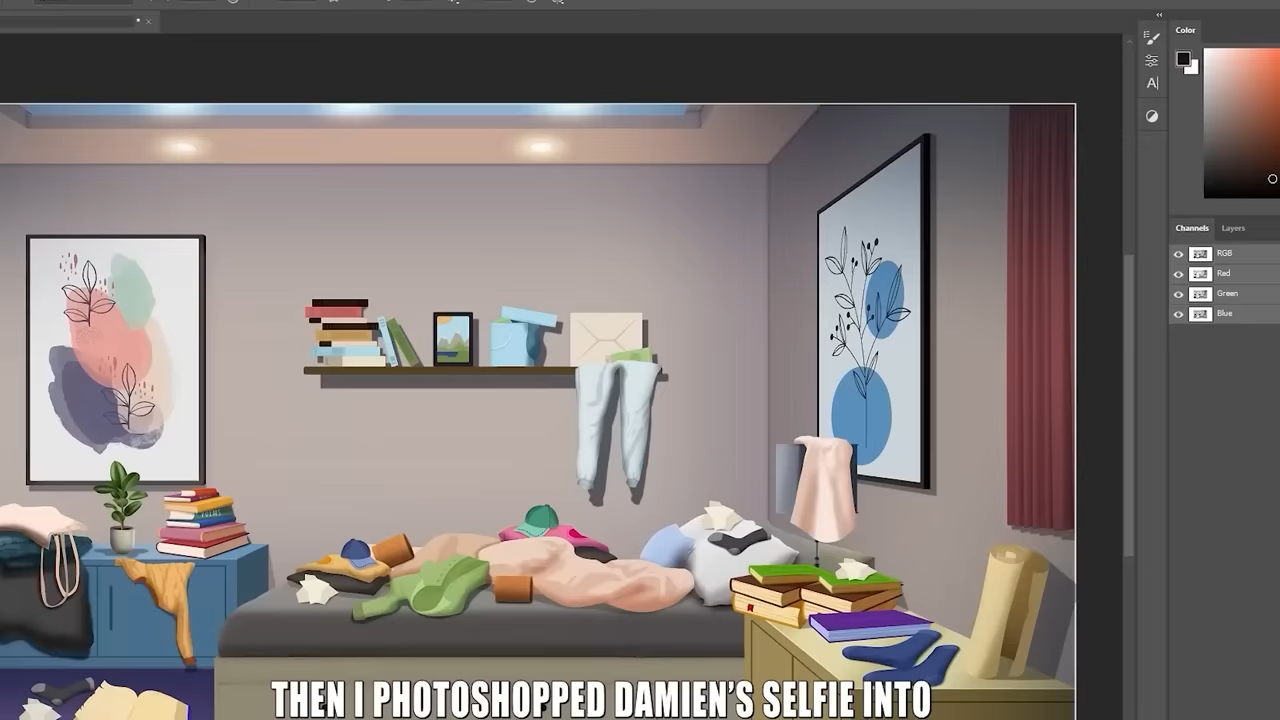 Color
Channels Layers
RGB
Red
Green
Blue
THEN I PHOTOSHOPPED DAMIEN'S SELFIE INTO